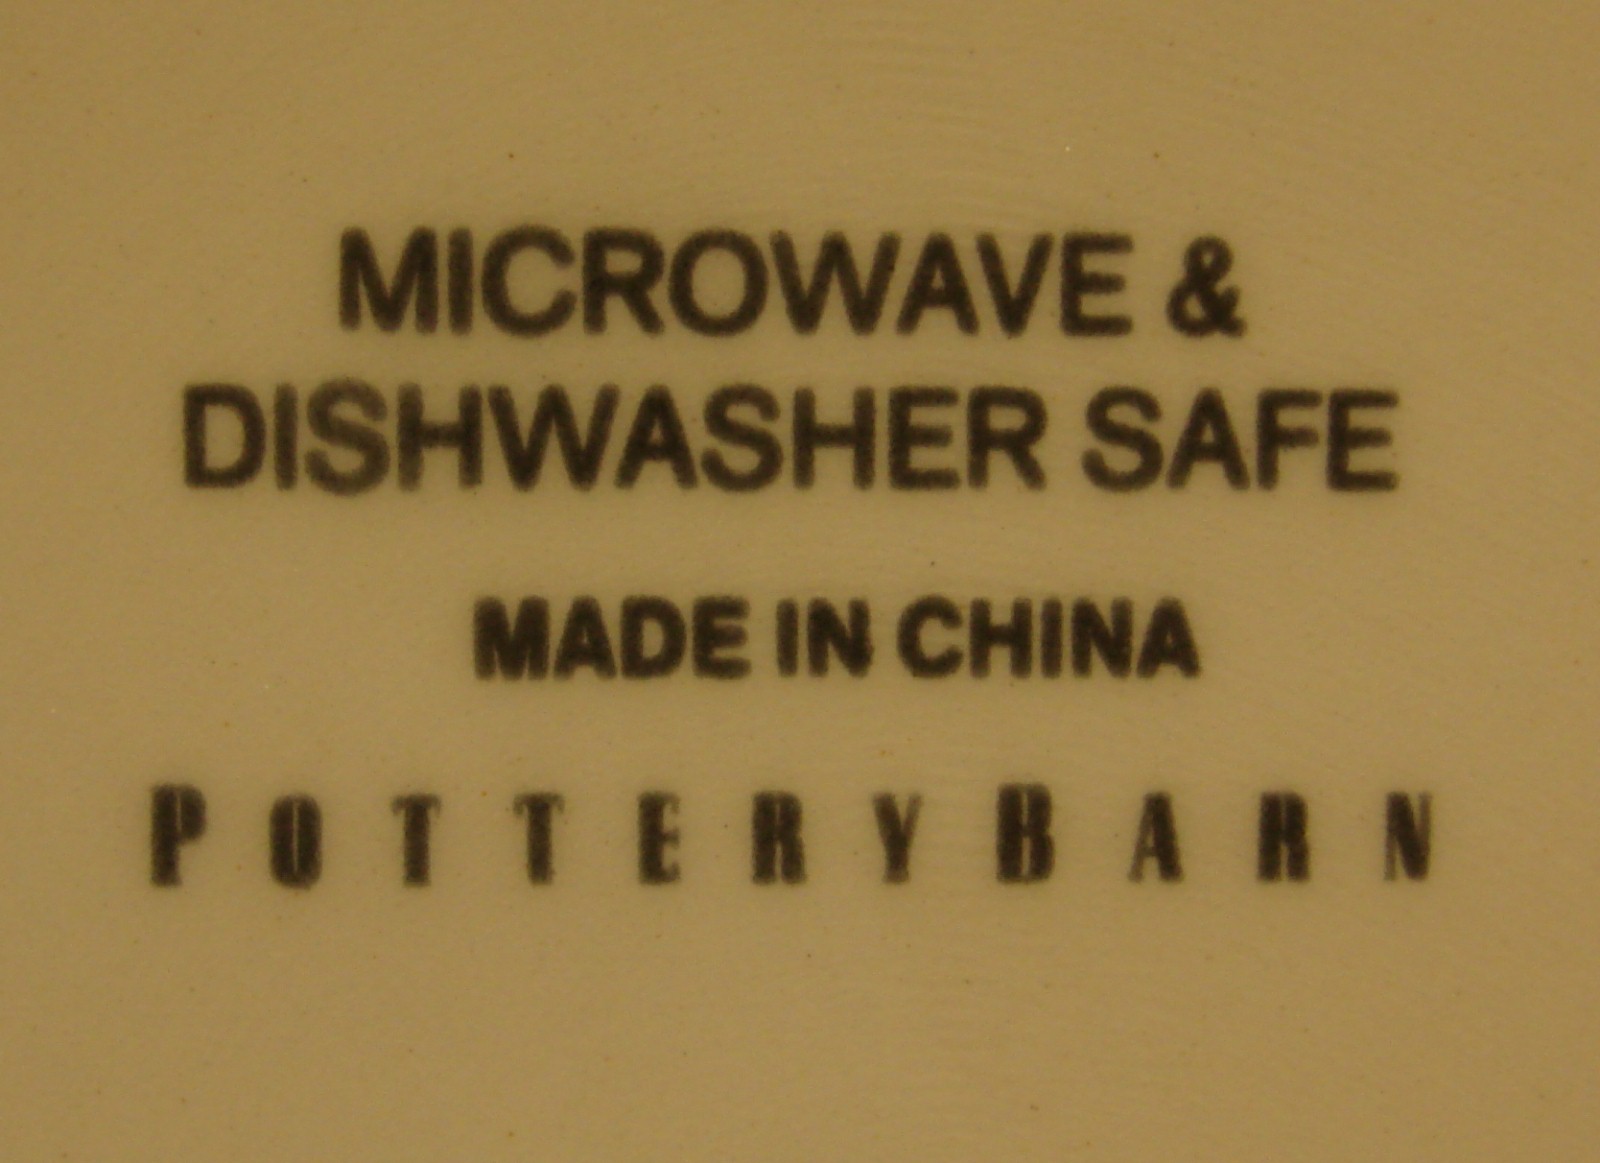 MICROWAVE &
DISHWASHER SAFE
MADE IN CHINA
POTTERYBARN